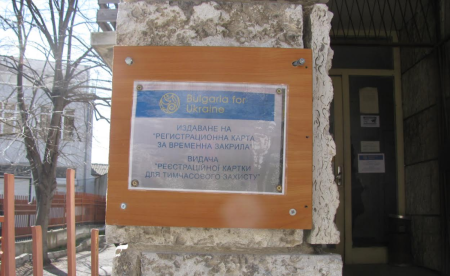 Bulgaria for
Ukraine
ИЗДАВАНЕ НА
"РЕГИСТРАЦИОННА КАРТА
ЗА ВРЕМЕННА ЗАКРИЛА"
ВИДАЧА
"РЕЄСТРАЦІЙНОЇ КАРТКИ
ДЛЯ ТИМЧАСОВОГО ЗАХИСТУ"